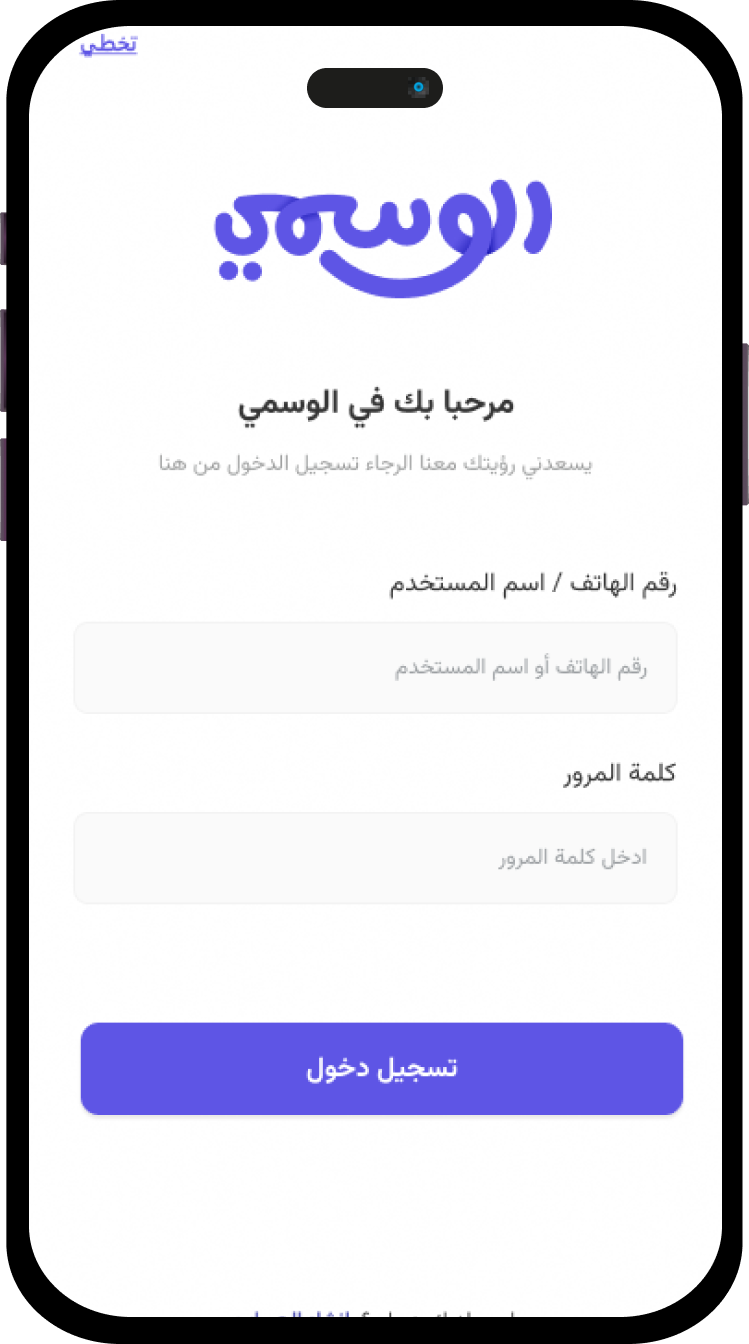 تخطي
الوسمي
مرحبا بك في الوسمي
يسعدني رؤيتك معنا الرجاء تسجيل الدخول من هنا
رقم الهاتف / اسم المستخدم
رقم الهاتف أو اسم المستخدم
كلمة المرور
ادخل كلمة المرور
تسجيل دخول